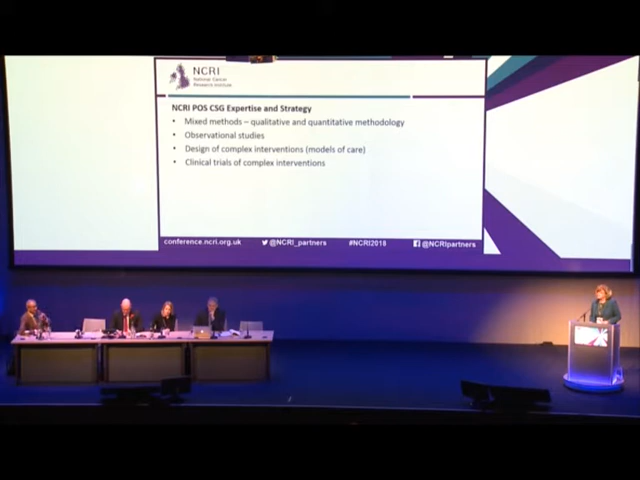 NCRI
National Cancer
Research Institute
NCRI POS CSG Expertise and Strategy
• Mixed methods – qualitative and quantitative methodology
• Observational studies
• Design of complex interventions (models of care)
• Clinical trials of complex interventions
conference.ncri.org.uk @NCRI_partners #NCRI2018 @NCRIpartners